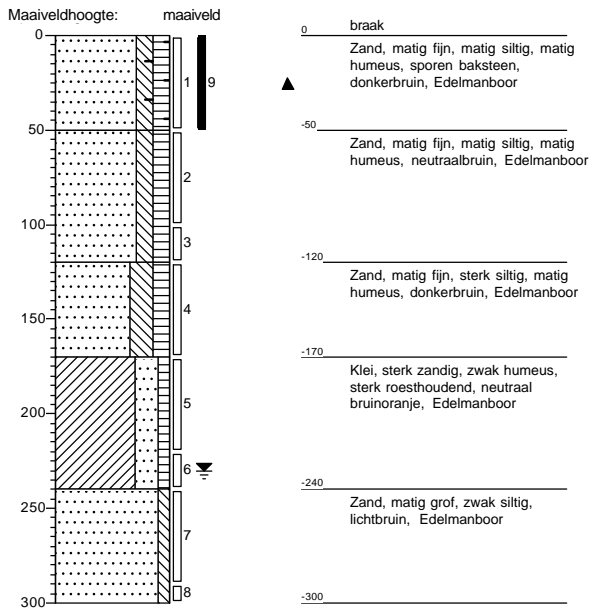 Maaiveldhoogte: maaiveld
0
50
100
150
200
250
300
1
9
2
3
4
5
6
7
8
0 braak
Zand, matig fijn, matig siltig, matig
humeus, sporen baksteen,
donkerbruin, Edelmanboor
-50
Zand, matig fijn, matig siltig, matig
humeus, neutraalbruin, Edelmanboor
-120
Zand, matig fijn, sterk siltig, matig
humeus, donkerbruin, Edelmanboor
-170
Klei, sterk zandig, zwak humeus,
sterk roesthoudend, neutraal
bruinoranje, Edelmanboor
-240
Zand, matig grof, zwak siltig,
lichtbruin, Edelmanboor
-300